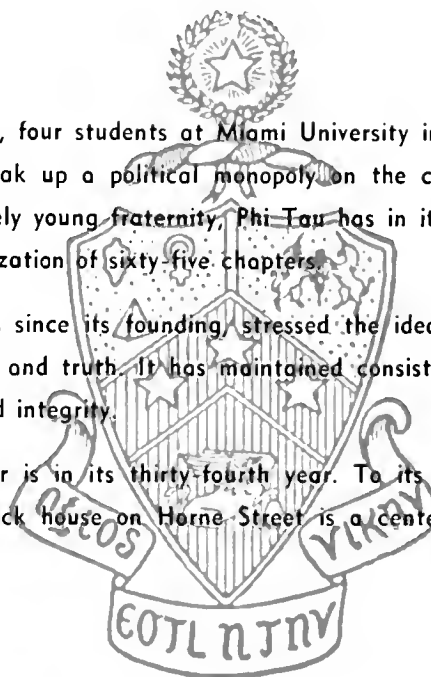 , four students at Miami University in
ak up a political monopoly on the c
ly young fraternity, Phi Tau has in it
zation of sixty-five chapters.
s since its founding, stressed the ide
and truth. It has maintained consist
d integrity.
r is in its thirty-fourth year. To its
ck house on Horne Street is a cente